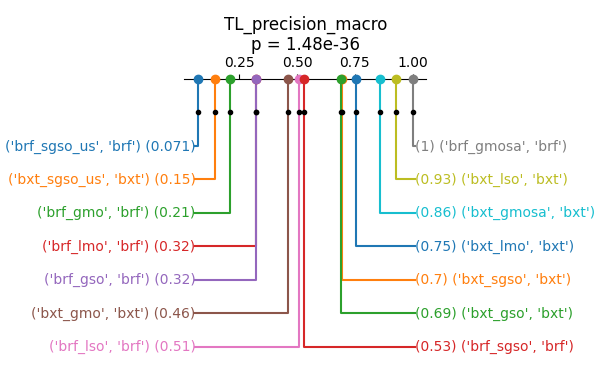 TL_precision_macro
p = 1.48e-36
0.25 0.50 0.75 1.00
('brf_sgso_us', 'brf') (0.071) (1) ('brf_gmosa', 'brf')
('bxt_sgso_us', 'bxt') (0.15) (0.93) ('bxt_lso', 'bxt')
('brf_gmo', 'brf') (0.21) (0.86) ('bxt_gmosa', 'bxt')
('brf_lmo', 'brf') (0.32) (0.75) ('bxt_lmo', 'bxt')
('brf_gso', 'brf') (0.32) (0.7) ('bxt_sgso', 'bxt')
('bxt_gmo', 'bxt') (0.46) (0.69) ('bxt_gso', 'bxt')
('brf_lso', 'brf') (0.51) (0.53) ('brf_sgso', 'brf')